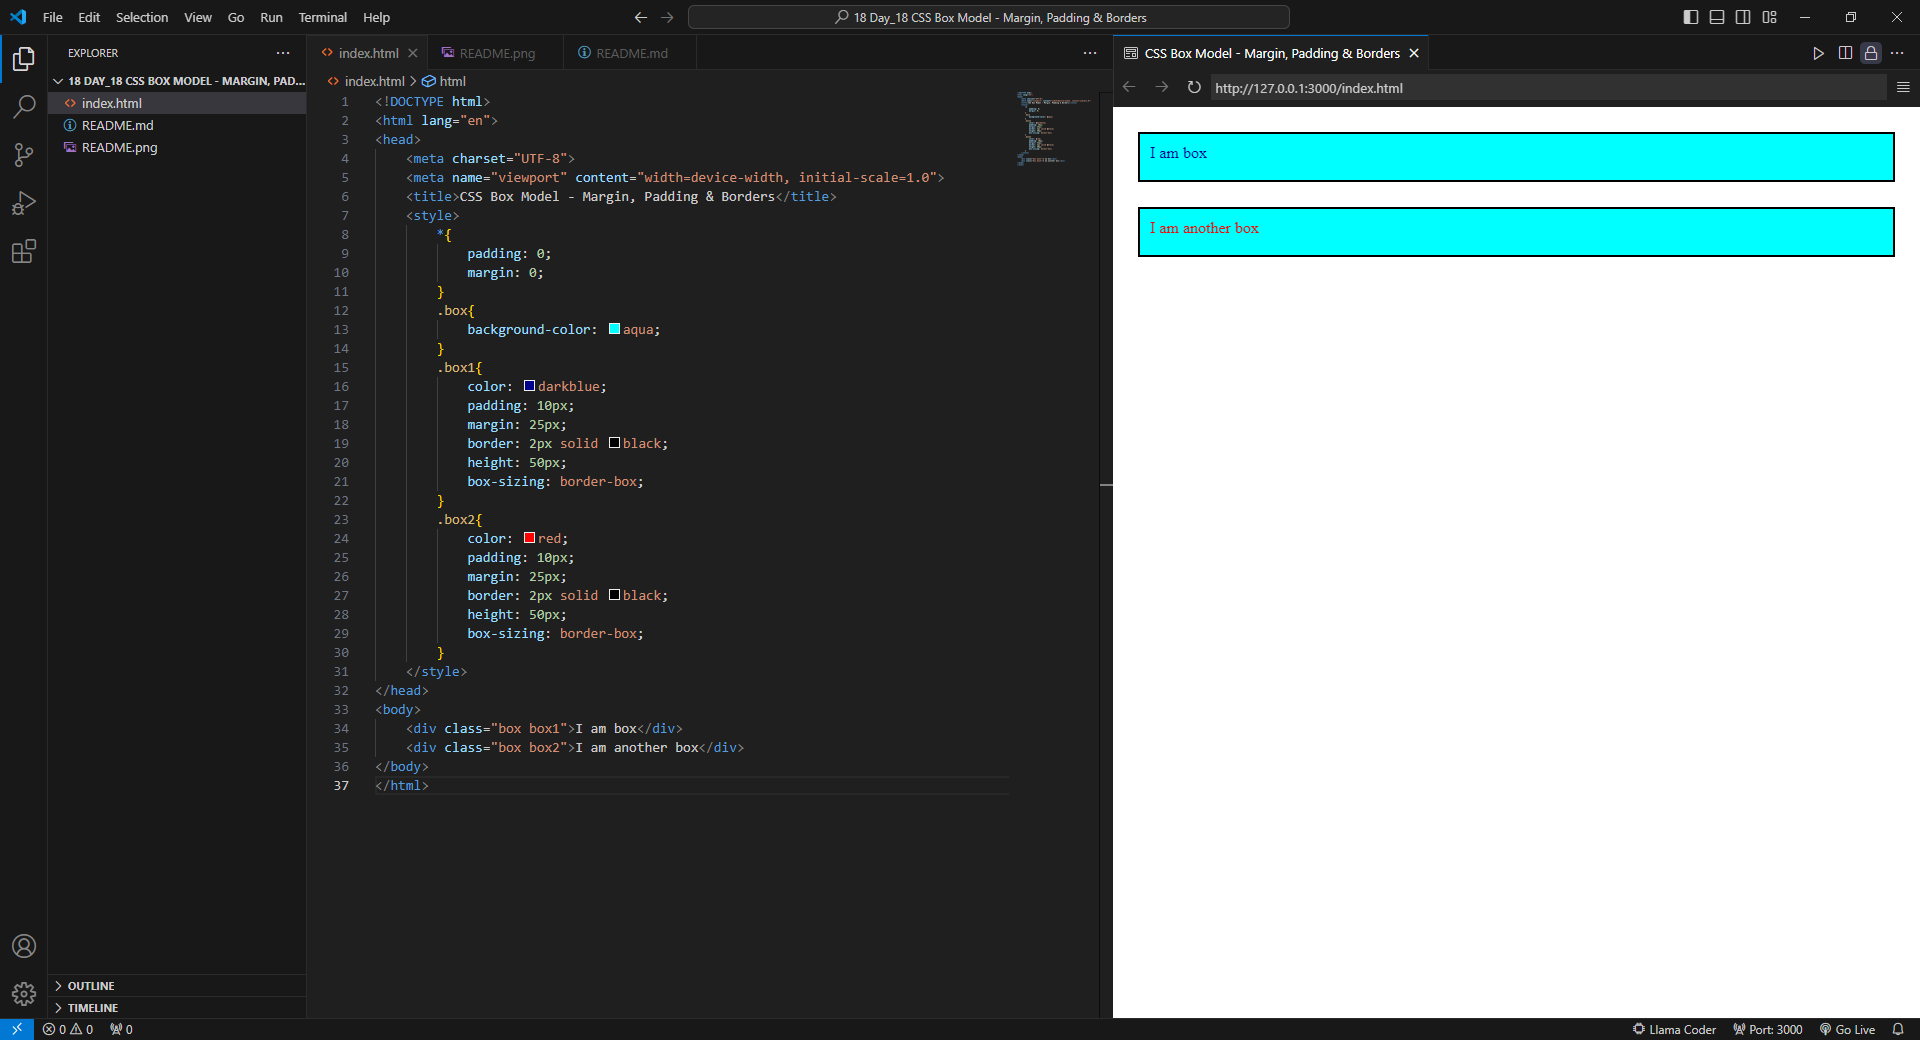 File Edit Selection View Go Run Terminal Help
18 Day_18 CSS Box Model - Margin, Padding & Borders
EXPLORER
18 DAY_18 CSS BOX MODEL - MARGIN, PAD...
index.html
README.md
README.png
OUTLINE
TIMELINE
index.html README.png README.md
index.html > html
1 <!DOCTYPE html>
2 <html lang="en">
3 <head>
4 <meta charset="UTF-8">
5 <meta name="viewport" content="width=device-width, initial-scale=1.0">
6 <title>CSS Box Model - Margin, Padding & Borders</title>
7 <style>
8 *{
9 padding: 0;
10 margin: 0;
11 }
12 .box{
13 background-color: aqua;
14 }
15 .box1{
16 color: darkblue;
17 padding: 10px;
18 margin: 25px;
19 border: 2px solid black;
20 height: 50px;
21 box-sizing: border-box;
22 }
23 .box2{
24 color: red;
25 padding: 10px;
26 margin: 25px;
27 border: 2px solid black;
28 height: 50px;
29 box-sizing: border-box;
30 }
31 </style>
32 </head>
33 <body>
34 <div class="box box1">I am box</div>
35 <div class="box box2">I am another box</div>
36 </body>
37 </html>
CSS Box Model - Margin, Padding & Borders
http://127.0.0.1:3000/index.html
I am box
I am another box
0 0 0
Llama Coder Port: 3000 Go Live